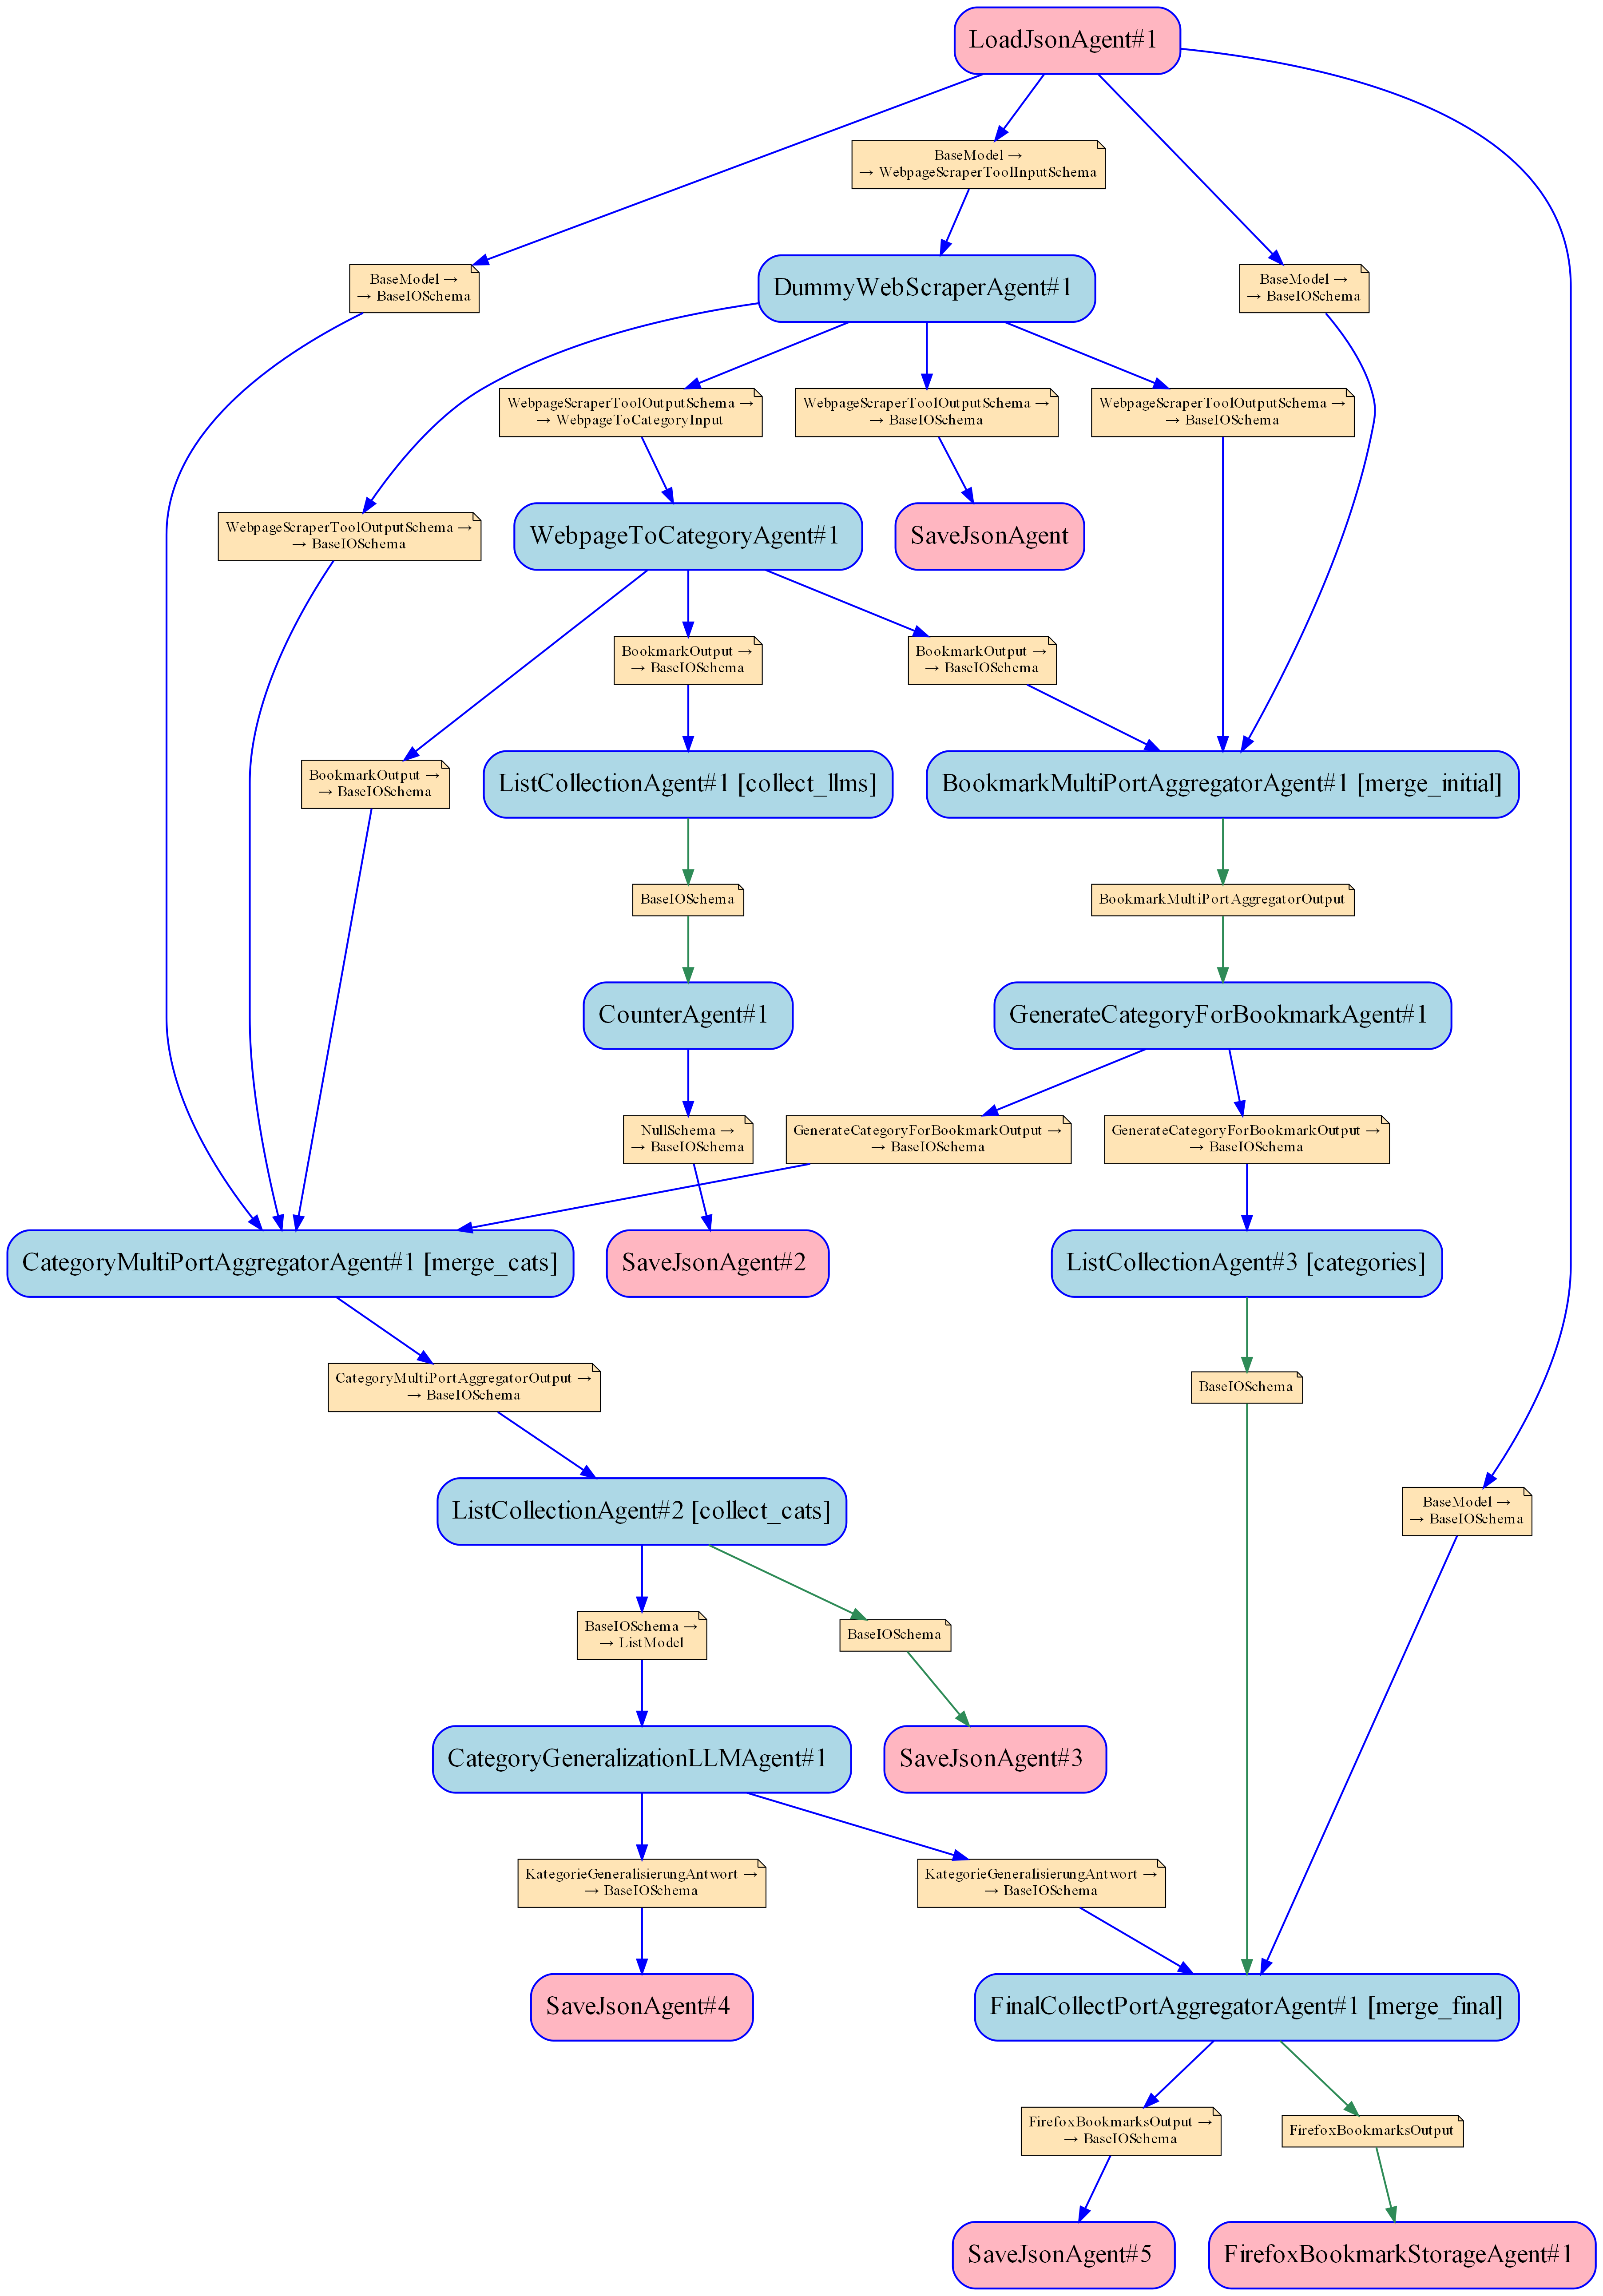 LoadJsonAgent#1
BaseModel →
→ WebpageScraperToolInputSchema
BaseModel →
→ BaseIOSchema
DummyWebScraperAgent#1
BaseModel →
→ BaseIOSchema
WebpageScraperToolOutputSchema →
→ WebpageToCategoryInput
WebpageScraperToolOutputSchema →
→ BaseIOSchema
WebpageScraperToolOutputSchema →
→ BaseIOSchema
WebpageScraperToolOutputSchema →
→ BaseIOSchema
WebpageToCategoryAgent#1
SaveJsonAgent
BookmarkOutput →
→ BaseIOSchema
BookmarkOutput →
→ BaseIOSchema
BookmarkOutput →
→ BaseIOSchema
ListCollectionAgent#1 [collect_llms]
BookmarkMultiPortAggregatorAgent#1 [merge_initial]
BaseIOSchema
BookmarkMultiPortAggregatorOutput
CounterAgent#1
GenerateCategoryForBookmarkAgent#1
NullSchema →
→ BaseIOSchema
GenerateCategoryForBookmarkOutput →
→ BaseIOSchema
GenerateCategoryForBookmarkOutput →
→ BaseIOSchema
CategoryMultiPortAggregatorAgent#1 [merge_cats]
SaveJsonAgent#2
ListCollectionAgent#3 [categories]
CategoryMultiPortAggregatorOutput →
→ BaseIOSchema
BaseIOSchema
ListCollectionAgent#2 [collect_cats]
BaseModel →
→ BaseIOSchema
BaseIOSchema →
→ ListModel
BaseIOSchema
CategoryGeneralizationLLMAgent#1
SaveJsonAgent#3
KategorieGeneralisierungAntwort →
→ BaseIOSchema
KategorieGeneralisierungAntwort →
→ BaseIOSchema
SaveJsonAgent#4
FinalCollectPortAggregatorAgent#1 [merge_final]
FirefoxBookmarksOutput →
→ BaseIOSchema
FirefoxBookmarksOutput
SaveJsonAgent#5
FirefoxBookmarkStorageAgent#1